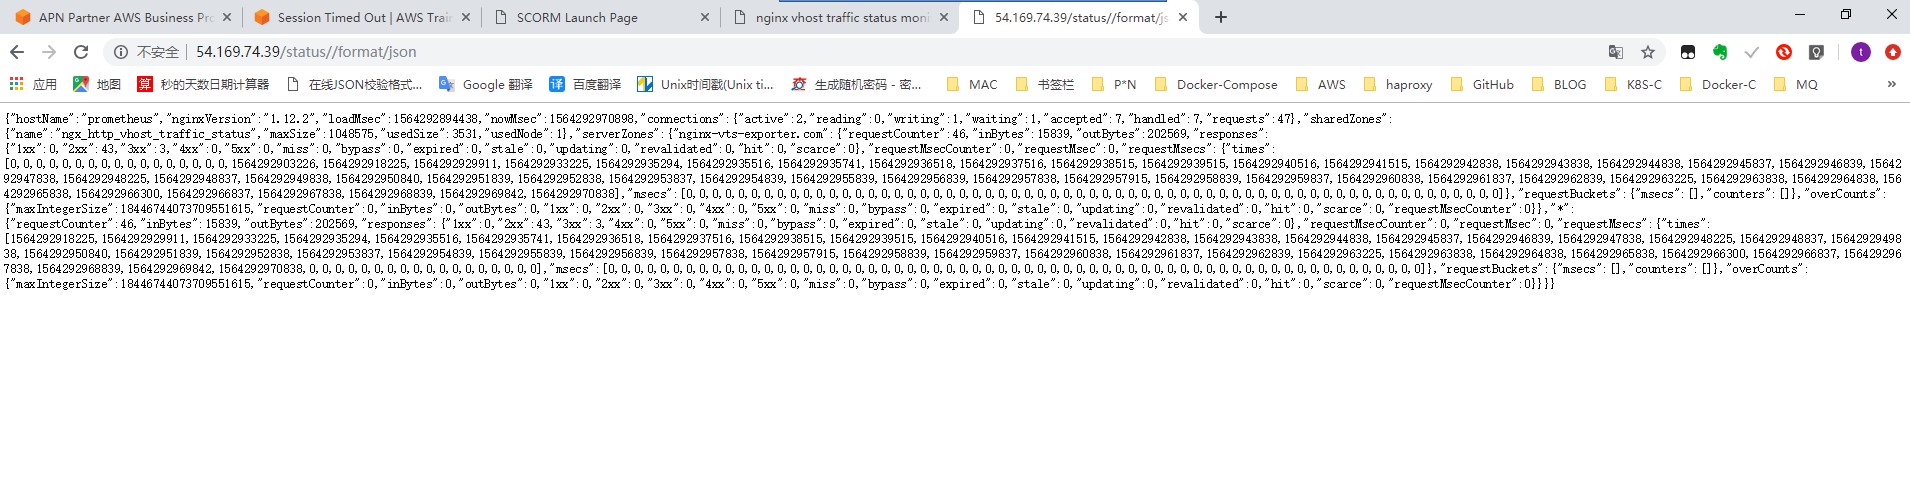 APN Partner AWS Business Pro
Session Timed Out | AWS Train
SCORM Launch Page
nginx vhost traffic status moni
54.169.74.39/status//format/js
不安全
54.169.74.39/status//format/json
应用
地图
秒的天数日期计算器
在线JSON校验格式...
Google 翻译
百度翻译
Unix时间戳(Unix ti...
生成随机密码 - 密...
MAC
书签栏
P*N
Docker-Compose
AWS
haproxy
GitHub
BLOG
K8S-C
Docker-C
MQ
{"hostName":"prometheus","nginxVersion":"1.12.2","loadMsec":1564292894438,"nowMsec":1564292970898,"connections":{"active":2,"reading":0,"writing":1,"waiting":1,"accepted":7,"handled":7,"requests":47},"sharedZones":
{"name":"ngx_http_vhost_traffic_status","maxSize":1048575,"usedSize":3531,"usedNode":1},"serverZones":{"nginx-vts-exporter.com":{"requestCounter":46,"inBytes":15839,"outBytes":202569,"responses":
{"1xx":0,"2xx":43,"3xx":3,"4xx":0,"5xx":0,"miss":0,"bypass":0,"expired":0,"stale":0,"updating":0,"revalidated":0,"hit":0,"scarce":0},"requestMsecCounter":0,"requestMsec":0,"requestMsecs":{"times":
[0,0,0,0,0,0,0,0,0,0,0,0,0,0,0,0,0,1564292903226,1564292918225,1564292929911,1564292933225,1564292935294,1564292935516,1564292935741,1564292936518,1564292937516,1564292938515,1564292939515,1564292940516,1564292941515,1564292942838,1564292943838,1564292944838,1564292945837,1564292946839,1564292947838,1564292948225,1564292948837,1564292949838,1564292950840,1564292951839,1564292952838,1564292953837,1564292954839,1564292955839,1564292956839,1564292957838,1564292957915,1564292958839,1564292959837,1564292960838,1564292961837,1564292962839,1564292963225,1564292963838,1564292964838,1564292965838,1564292966300,1564292966837,1564292967838,1564292968839,1564292969842,1564292970838],"msecs":[0,0,0,0,0,0,0,0,0,0,0,0,0,0,0,0,0,0,0,0,0,0,0,0,0,0,0,0,0,0,0,0,0,0,0,0,0,0,0,0,0,0,0,0,0,0,0,0,0,0,0,0,0,0,0,0,0,0,0,0,0,0,0]},"requestBuckets":{"msecs":[],"counters":[]},"overCounts":
{"maxIntegerSize":18446744073709551615,"requestCounter":0,"inBytes":0,"outBytes":0,"1xx":0,"2xx":0,"3xx":0,"4xx":0,"5xx":0,"miss":0,"bypass":0,"expired":0,"stale":0,"updating":0,"revalidated":0,"hit":0,"scarce":0,"requestMsecCounter":0}},"*":
{"requestCounter":46,"inBytes":15839,"outBytes":202569,"responses":{"1xx":0,"2xx":43,"3xx":3,"4xx":0,"5xx":0,"miss":0,"bypass":0,"expired":0,"stale":0,"updating":0,"revalidated":0,"hit":0,"scarce":0},"requestMsecCounter":0,"requestMsec":0,"requestMsecs":{"times":
[1564292918225,1564292929911,1564292933225,1564292935294,1564292935516,1564292935741,1564292936518,1564292937516,1564292938515,1564292939515,1564292940516,1564292941515,1564292942838,1564292943838,1564292944838,1564292945837,1564292946839,1564292947838,1564292948225,1564292948837,1564292949838,1564292950840,1564292951839,1564292952838,1564292953837,1564292954839,1564292955839,1564292956839,1564292957838,1564292957915,1564292958839,1564292959837,1564292960838,1564292961837,1564292962839,1564292963225,1564292963838,1564292964838,1564292965838,1564292966300,1564292966837,1564292967838,1564292968839,1564292969842,1564292970838,0,0,0,0,0,0,0,0,0,0,0,0,0,0,0,0,0,0],"msecs":[0,0,0,0,0,0,0,0,0,0,0,0,0,0,0,0,0,0,0,0,0,0,0,0,0,0,0,0,0,0,0,0,0,0,0,0,0,0,0,0,0,0,0,0,0,0,0,0,0,0,0,0,0,0,0,0,0,0,0,0,0,0,0]},"requestBuckets":{"msecs":[],"counters":[]},"overCounts":
{"maxIntegerSize":18446744073709551615,"requestCounter":0,"inBytes":0,"outBytes":0,"1xx":0,"2xx":0,"3xx":0,"4xx":0,"5xx":0,"miss":0,"bypass":0,"expired":0,"stale":0,"updating":0,"revalidated":0,"hit":0,"scarce":0,"requestMsecCounter":0}}}}